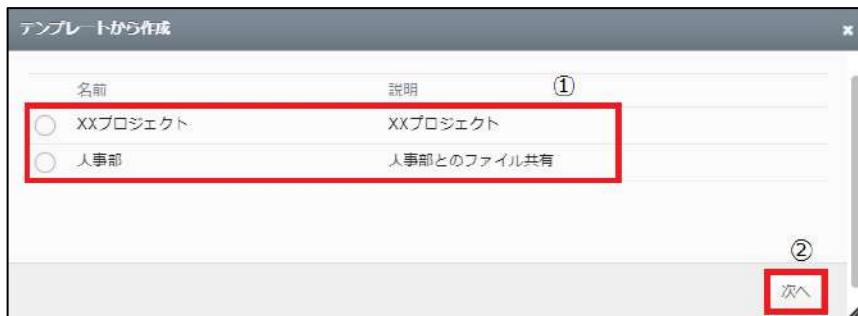 テンプレートから作成
×
名前 説明 ①
XXプロジェクト XXプロジェクト
人事部 人事部とのファイル共有
②
次へ